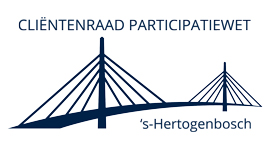 CLIËNTENRAAD PARTICIPATIEWET
's-Hertogenbosch